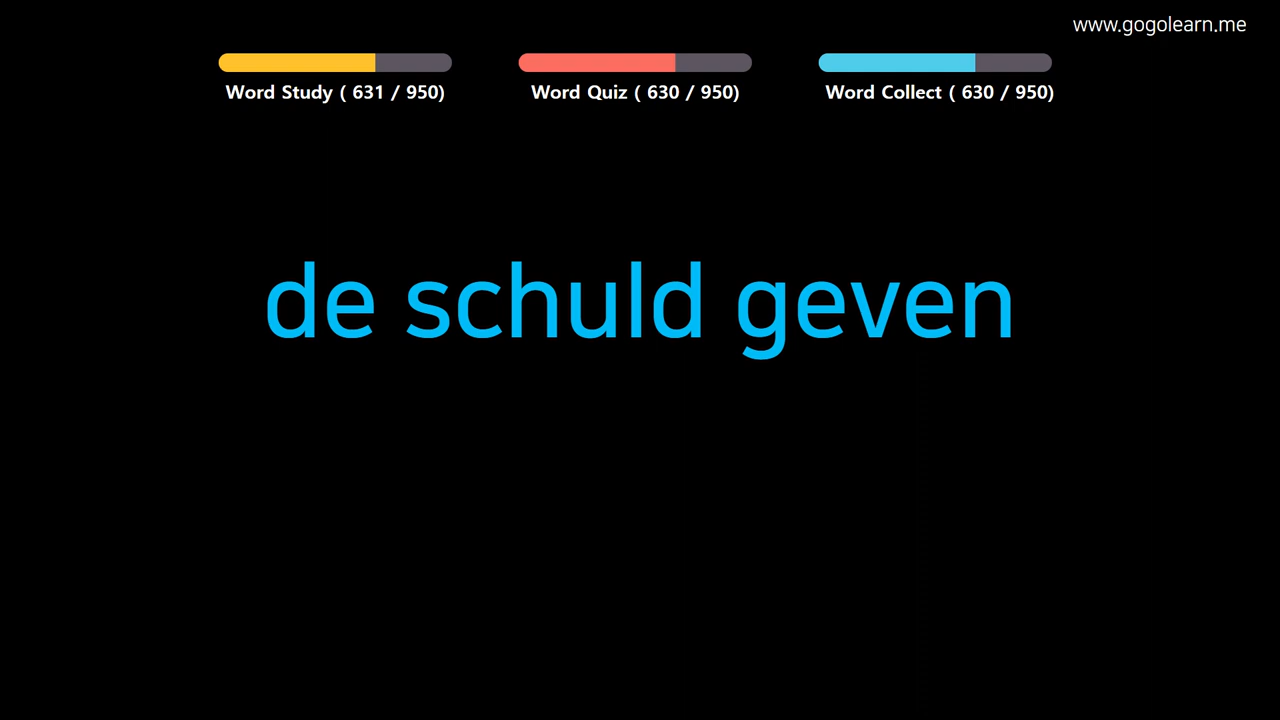 www.gogolearn.me
Word Study ( 631 / 950)
Word Quiz ( 630 / 950)
Word Collect ( 630 / 950)
de schuld geven